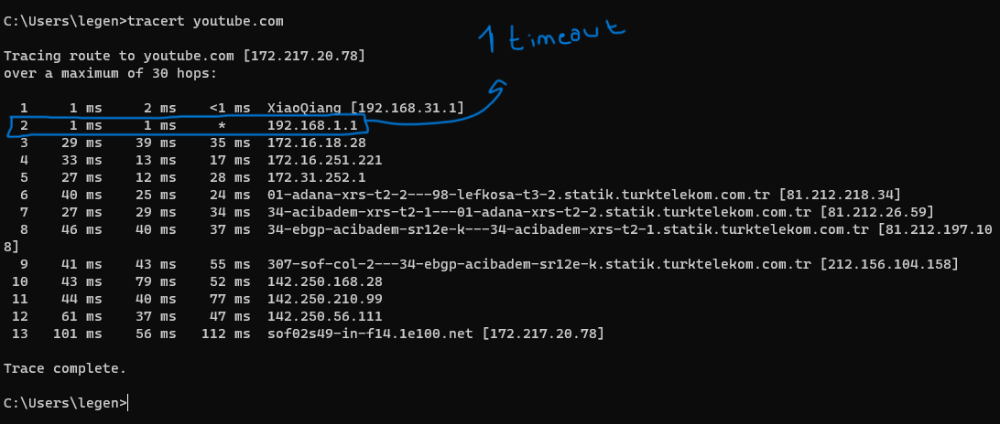 C:\Users\legen>tracert youtube.com
1 timeout
Tracing route to youtube.com [172.217.20.78]
over a maximum of 30 hops:
1 1 ms 2 ms <1 ms XiaoQiang [192.168.31.1]
2 1 ms 1 ms * 192.168.1.1
3 29 ms 39 ms 35 ms 172.16.18.28
4 33 ms 13 ms 17 ms 172.16.251.221
5 27 ms 12 ms 28 ms 172.31.252.1
6 40 ms 25 ms 24 ms 01-adana-xrs-t2-2---98-lefkosa-t3-2.statik.turktelekom.com.tr [81.212.218.34]
7 27 ms 29 ms 34 ms 34-acibadem-xrs-t2-1---01-adana-xrs-t2-2.statik.turktelekom.com.tr [81.212.26.59]
8 46 ms 40 ms 37 ms 34-ebgp-acibadem-sr12e-k---34-acibadem-xrs-t2-1.statik.turktelekom.com.tr [81.212.197.10
8]
9 41 ms 43 ms 55 ms 307-sof-col-2---34-ebgp-acibadem-sr12e-k.statik.turktelekom.com.tr [212.156.104.158]
10 43 ms 79 ms 52 ms 142.250.168.28
11 44 ms 40 ms 77 ms 142.250.210.99
12 61 ms 37 ms 47 ms 142.250.56.111
13 101 ms 56 ms 112 ms sof02s49-in-f14.1e100.net [172.217.20.78]
Trace complete.
C:\Users\legen>